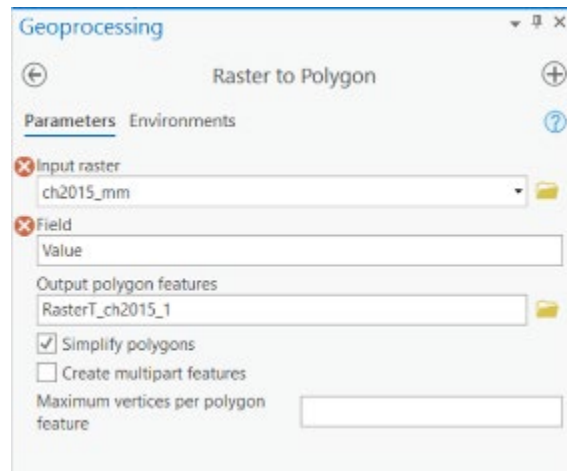 Geoprocessing
Raster to Polygon
Parameters Environments
Input raster
ch2015_mm
Field
Value
Output polygon features
RasterT_ch2015_1
Simplify polygons
Create multipart features
Maximum vertices per polygon
feature